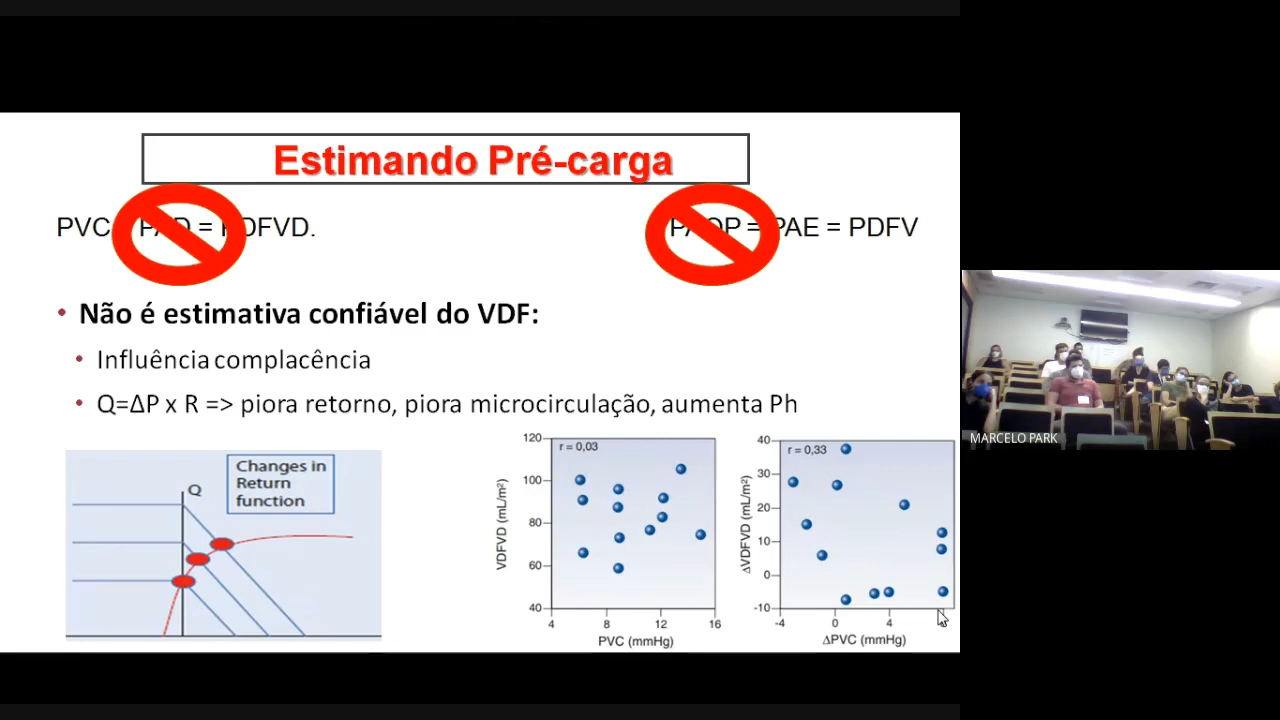 Estimando Pré-carga
PVC = PAD = PDFVD.
PAOP = PAE = PDFV
• Não é estimativa confiável do VDF:
• Influência complacência
• Q=ΔP x R => piora retorno, piora microcirculação, aumenta Ph
Changes in
Return
function
Q
r = 0,03
120
100
80
60
40
VDFVD (mL/m²)
4 8 12 16
PVC (mmHg)
r = 0,33
40
30
20
10
0
-10
ΔVDFVD (mL/m²)
-4 0 4
ΔPVC (mmHg)
MARCELO PARK